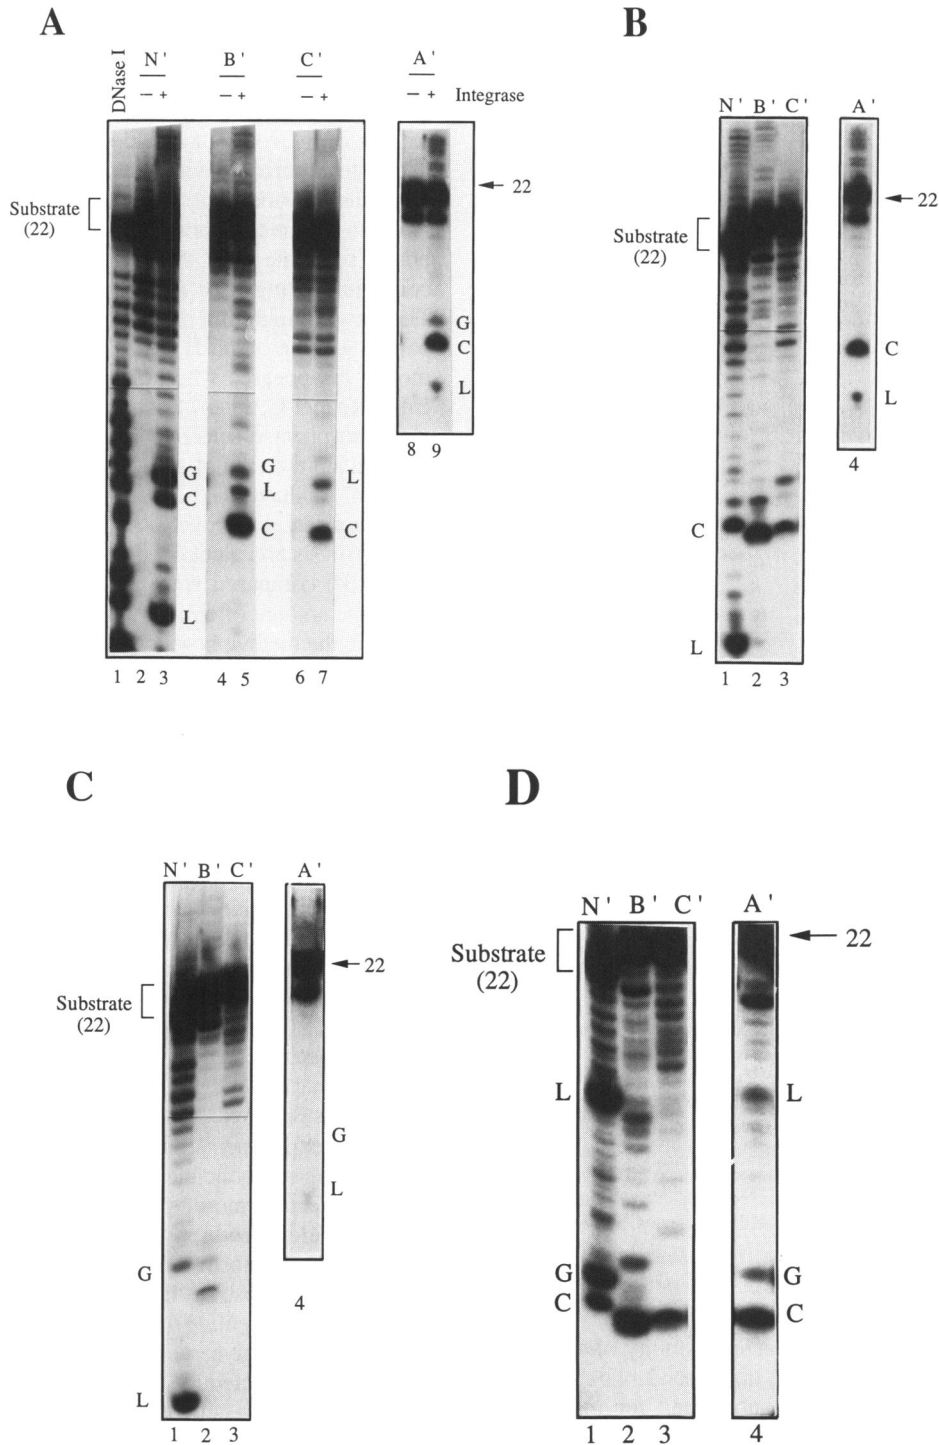 A
DNase I
N ' B ' C ' A '
– + – + – + – + Integrase
22
Substrate
(22)
G
C
L
G
C
L
G
L
C
L
C
1 2 3 4 5 6 7
8 9
B
N ' B ' C ' A '
22
Substrate
(22)
C
L
C
L
1 2 3
4
C
N ' B ' C ' A '
22
Substrate
(22)
G
L
G
L
1 2 3
4
D
N ' B ' C ' A '
22
Substrate
(22)
L
G
C
L
G
C
1 2 3 4